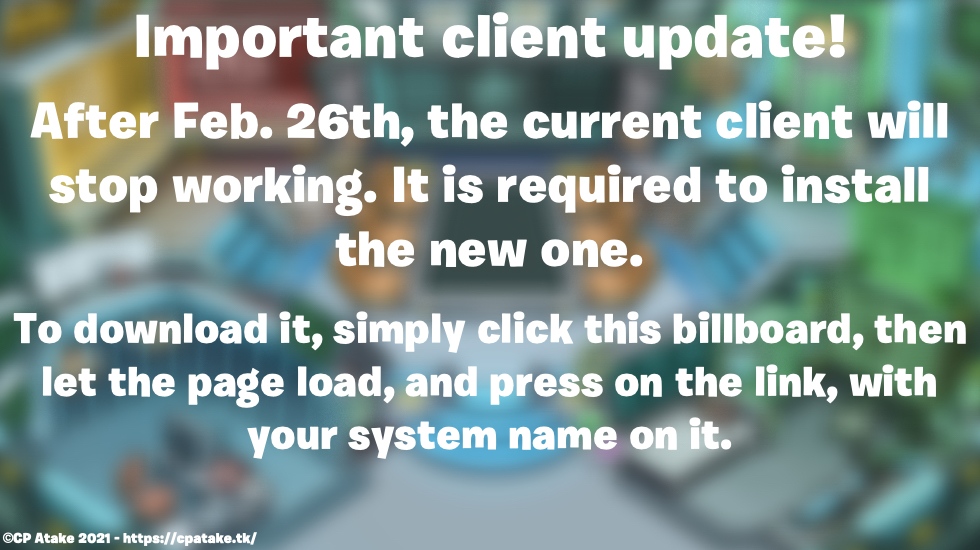 Important client update!
After Feb. 26th, the current client will
stop working. It is required to install
the new one.
To download it, simply click this billboard, then
let the page load, and press on the link, with
your system name on it.
©CP Atake 2021 - https://cpatake.tk/